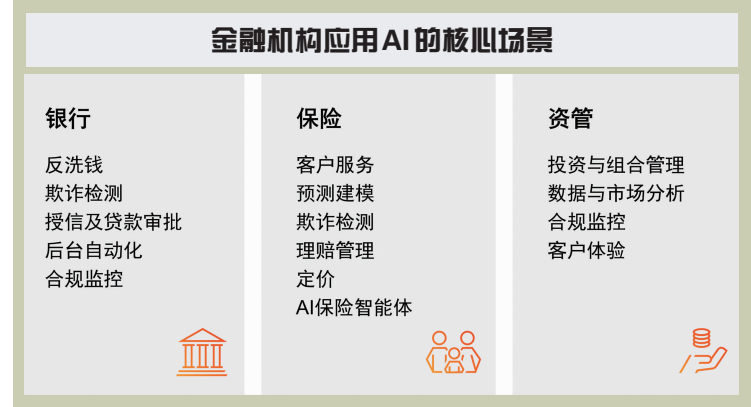 金融机构应用AI的核心场景
银行
反洗钱
欺诈检测
授信及贷款审批
后台自动化
合规监控
保险
客户服务
预测建模
欺诈检测
理赔管理
定价
AI保险智能体
资管
投资与组合管理
数据与市场分析
合规监控
客户体验